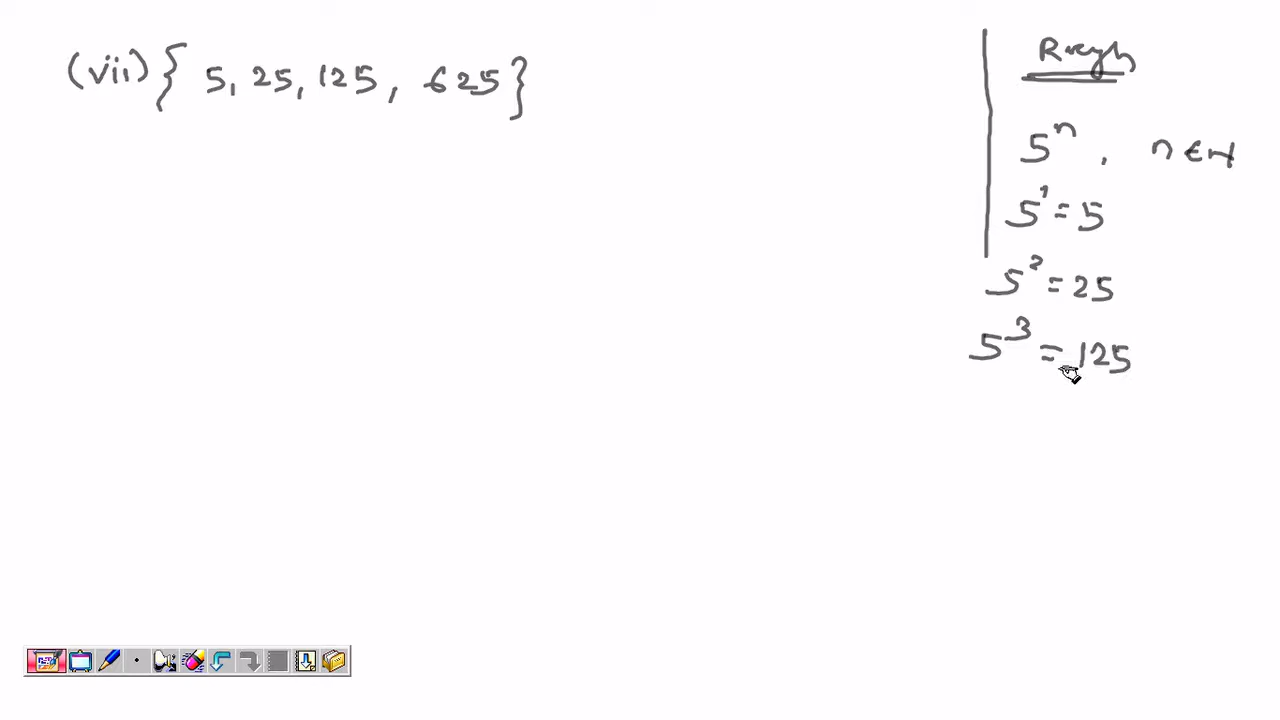 (vii) { 5, 25, 125, 625}
Rough
5ⁿ, n ∈ N
5¹ = 5
5² = 25
5³ = 125